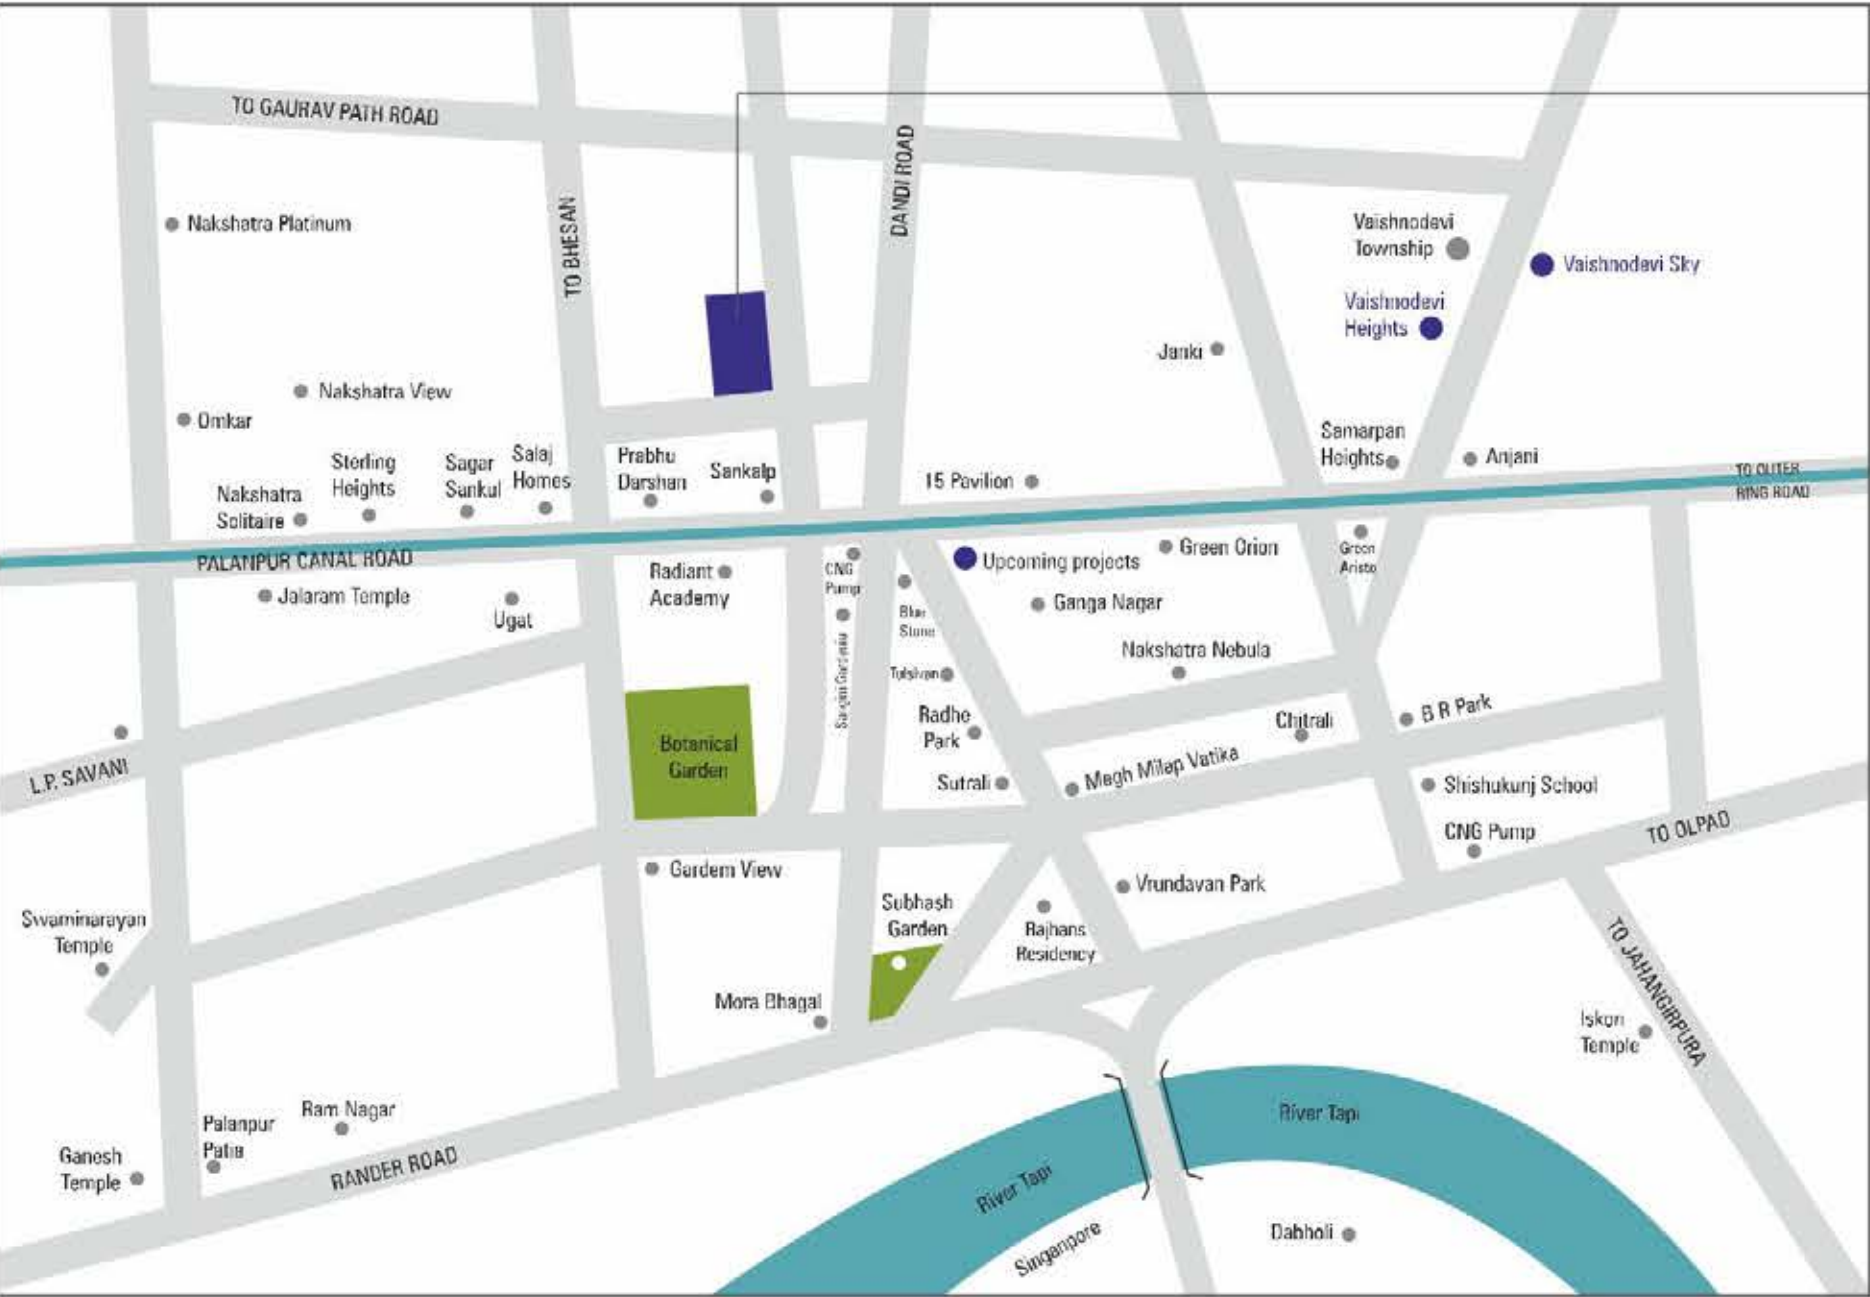 TO GAURAV PATH ROAD
DANDI ROAD
TO BHESAN
Nakshatra Platinum
Vaishnodevi
Township
Vaishnodevi Sky
Vaishnodevi
Heights
Janki
Nakshatra View
Omkar
Sterling
Heights
Sagar
Sankul
Salaj
Homes
Prabhu
Darshan
Sankalp
15 Pavilion
Samarpan
Heights
Anjani
Nakshatra
Solitaire
TO OUTER
RING ROAD
PALANPUR CANAL ROAD
Jalaram Temple
Ugat
Radiant
Academy
CNG
Pump
Blue
Stone
Upcoming projects
Green Orion
Green
Aristo
Ganga Nagar
Nakshatra Nebula
Tulsivan
Radhe
Park
Sutrali
Chitrali
B R Park
Megh Milap Vatika
Shishukunj School
CNG Pump
TO OLPAD
L.P. SAVANI
Botanical
Garden
Gardem View
Subhash
Garden
Vrundavan Park
Rajhans
Residency
Swaminarayan
Temple
Mora Bhagal
TO JAHANGIRPURA
Iskon
Temple
Ram Nagar
Palanpur
Patia
Ganesh
Temple
RANDER ROAD
River Tapi
River Tapi
Singanpore
Dabholi